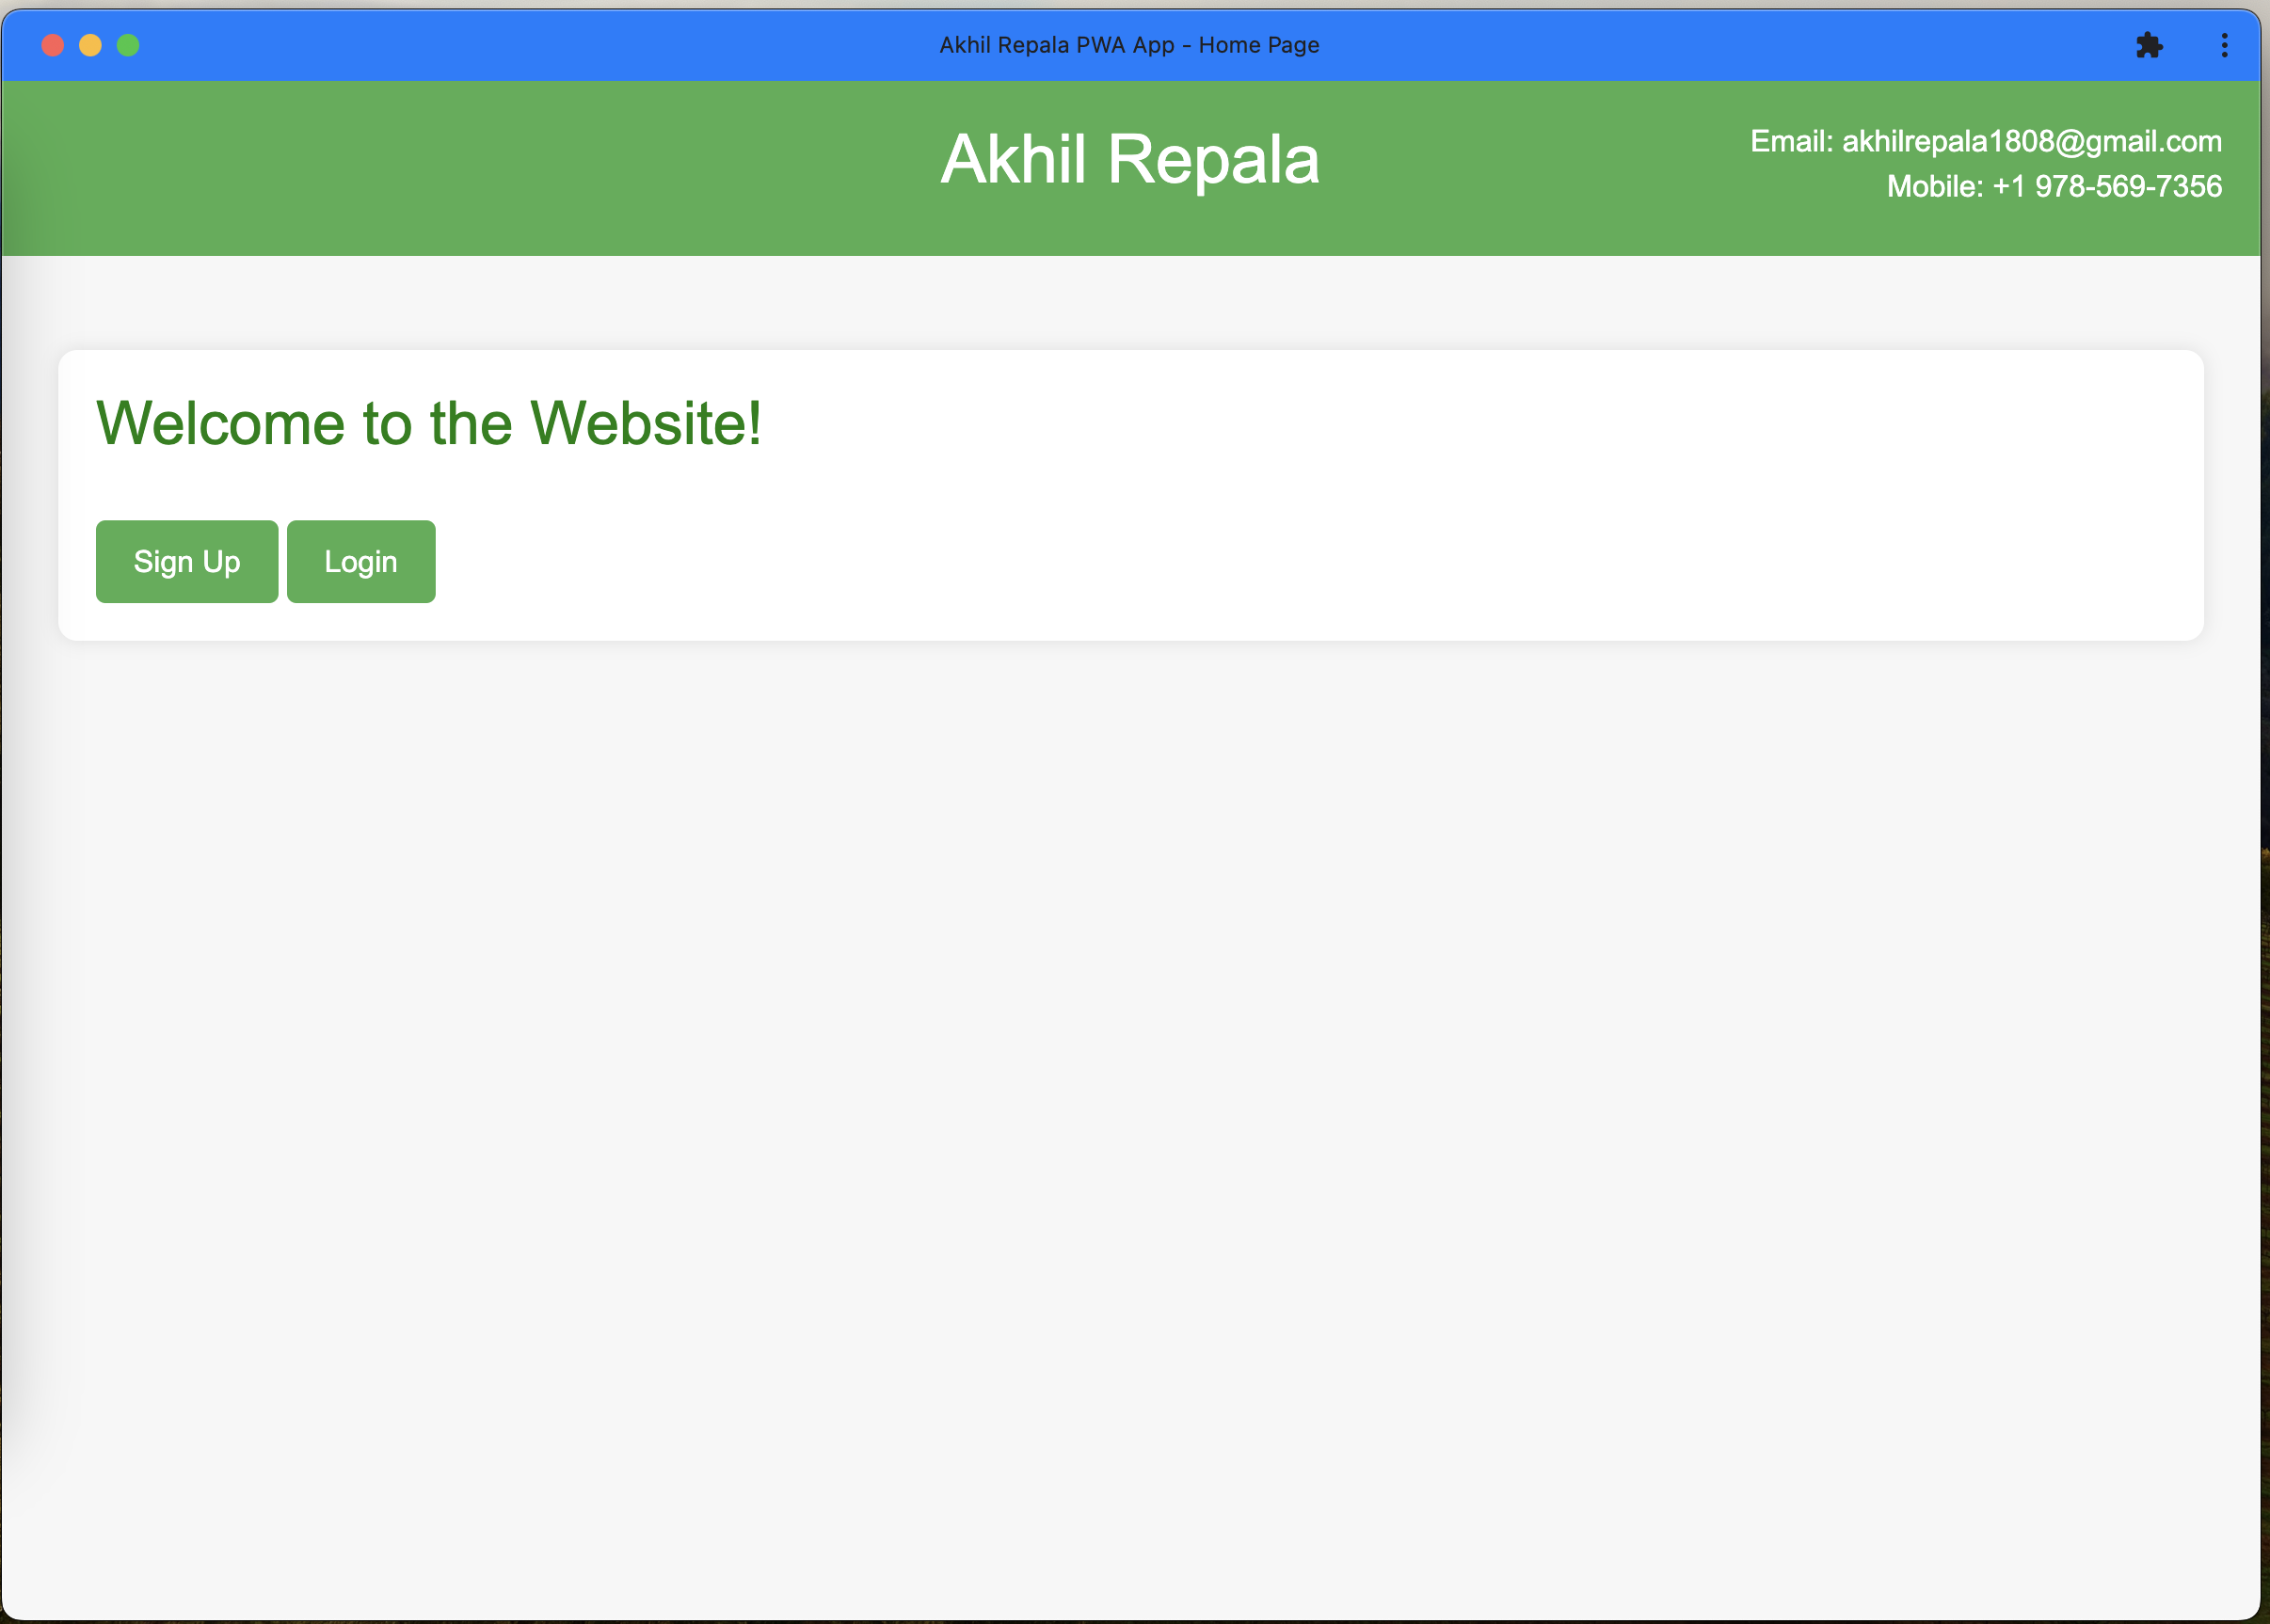 Akhil Repala PWA App - Home Page
Akhil Repala
Email: akhilrepala1808@gmail.com
Mobile: +1 978-569-7356
Welcome to the Website!
Sign Up
Login